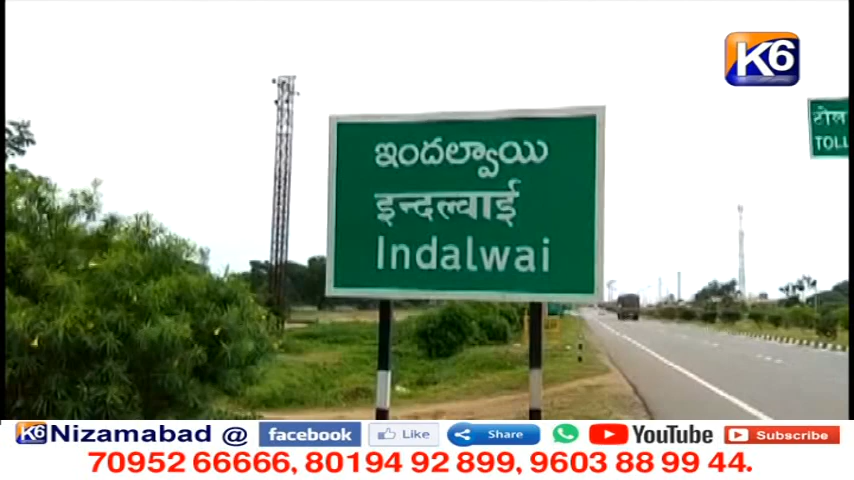 K6
टोल
TOLL
ఇందల్వాయి
इन्दलवाई
Indalwai
K6 Nizamabad @ facebook Like Share YouTube Subscribe
70952 66666, 80194 92 899, 9603 88 99 44.